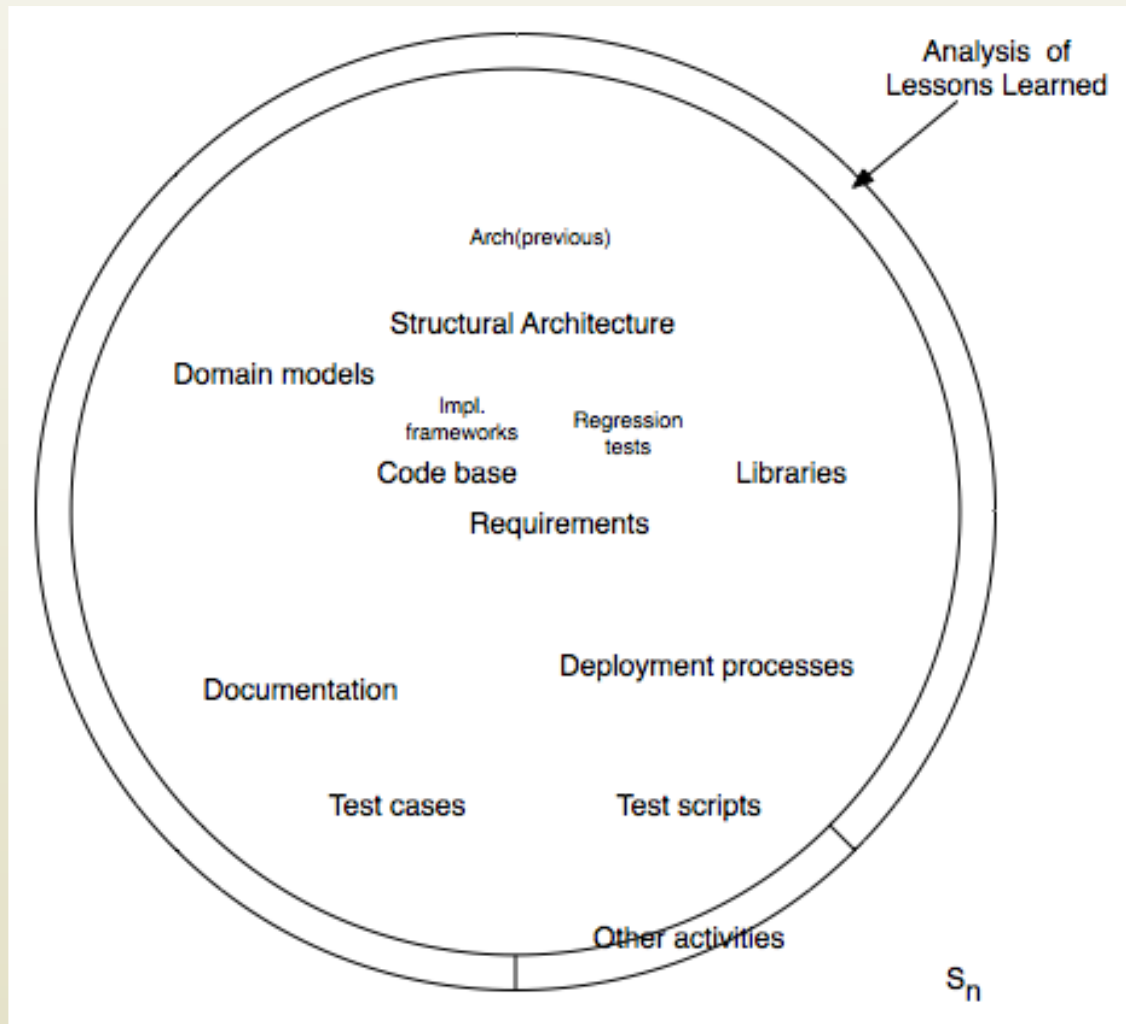 Analysis of
Lessons Learned
Arch(previous)
Structural Architecture
Domain models
Impl.
frameworks
Regression
tests
Code base
Libraries
Requirements
Deployment processes
Documentation
Test cases
Test scripts
Other activities
Sn